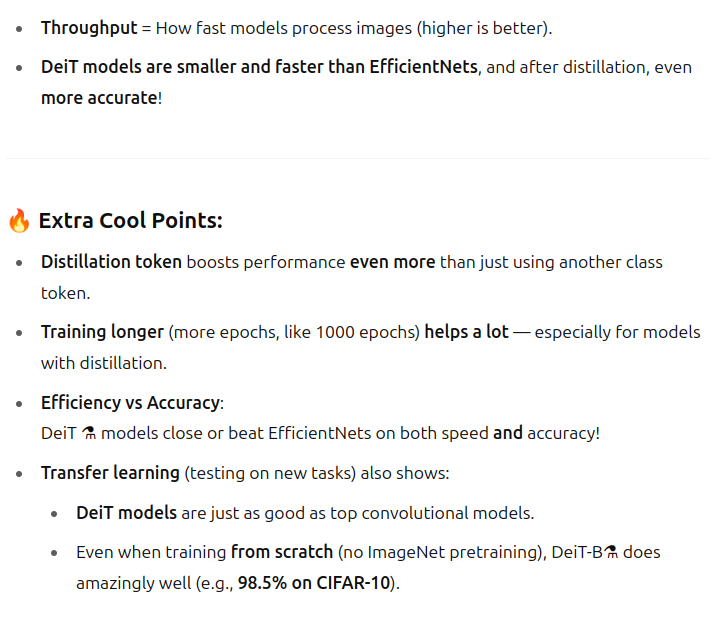 • Throughput = How fast models process images (higher is better).
• DeiT models are smaller and faster than EfficientNets, and after distillation, even
more accurate!
🔥 Extra Cool Points:
• Distillation token boosts performance even more than just using another class
token.
• Training longer (more epochs, like 1000 epochs) helps a lot — especially for models
with distillation.
• Efficiency vs Accuracy:
DeiT ⚗ models close or beat EfficientNets on both speed and accuracy!
• Transfer learning (testing on new tasks) also shows:
• DeiT models are just as good as top convolutional models.
• Even when training from scratch (no ImageNet pretraining), DeiT-B⚗ does
amazingly well (e.g., 98.5% on CIFAR-10).